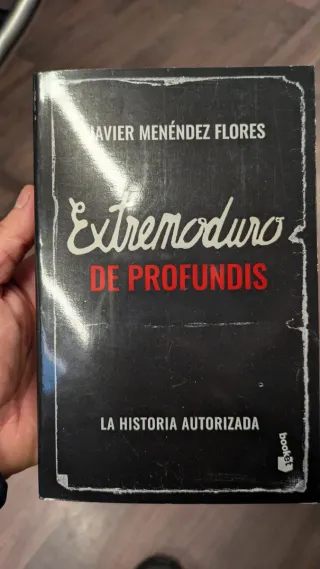 JAVIER MENÉNDEZ FLORES
Extremoduro
DE PROFUNDIS
LA HISTORIA AUTORIZADA
booket